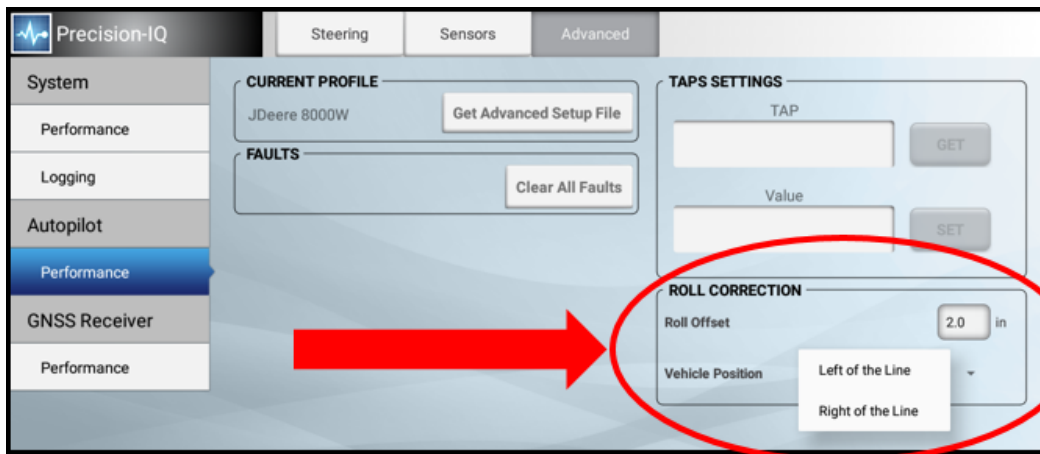 Precision-IQ
Steering
Sensors
Advanced
System
Performance
Logging
Autopilot
Performance
GNSS Receiver
Performance
CURRENT PROFILE
JDeere 8000W
Get Advanced Setup File
FAULTS
Clear All Faults
TAPS SETTINGS
TAP
GET
Value
SET
ROLL CORRECTION
Roll Offset
2.0 in
Vehicle Position
Left of the Line
Right of the Line